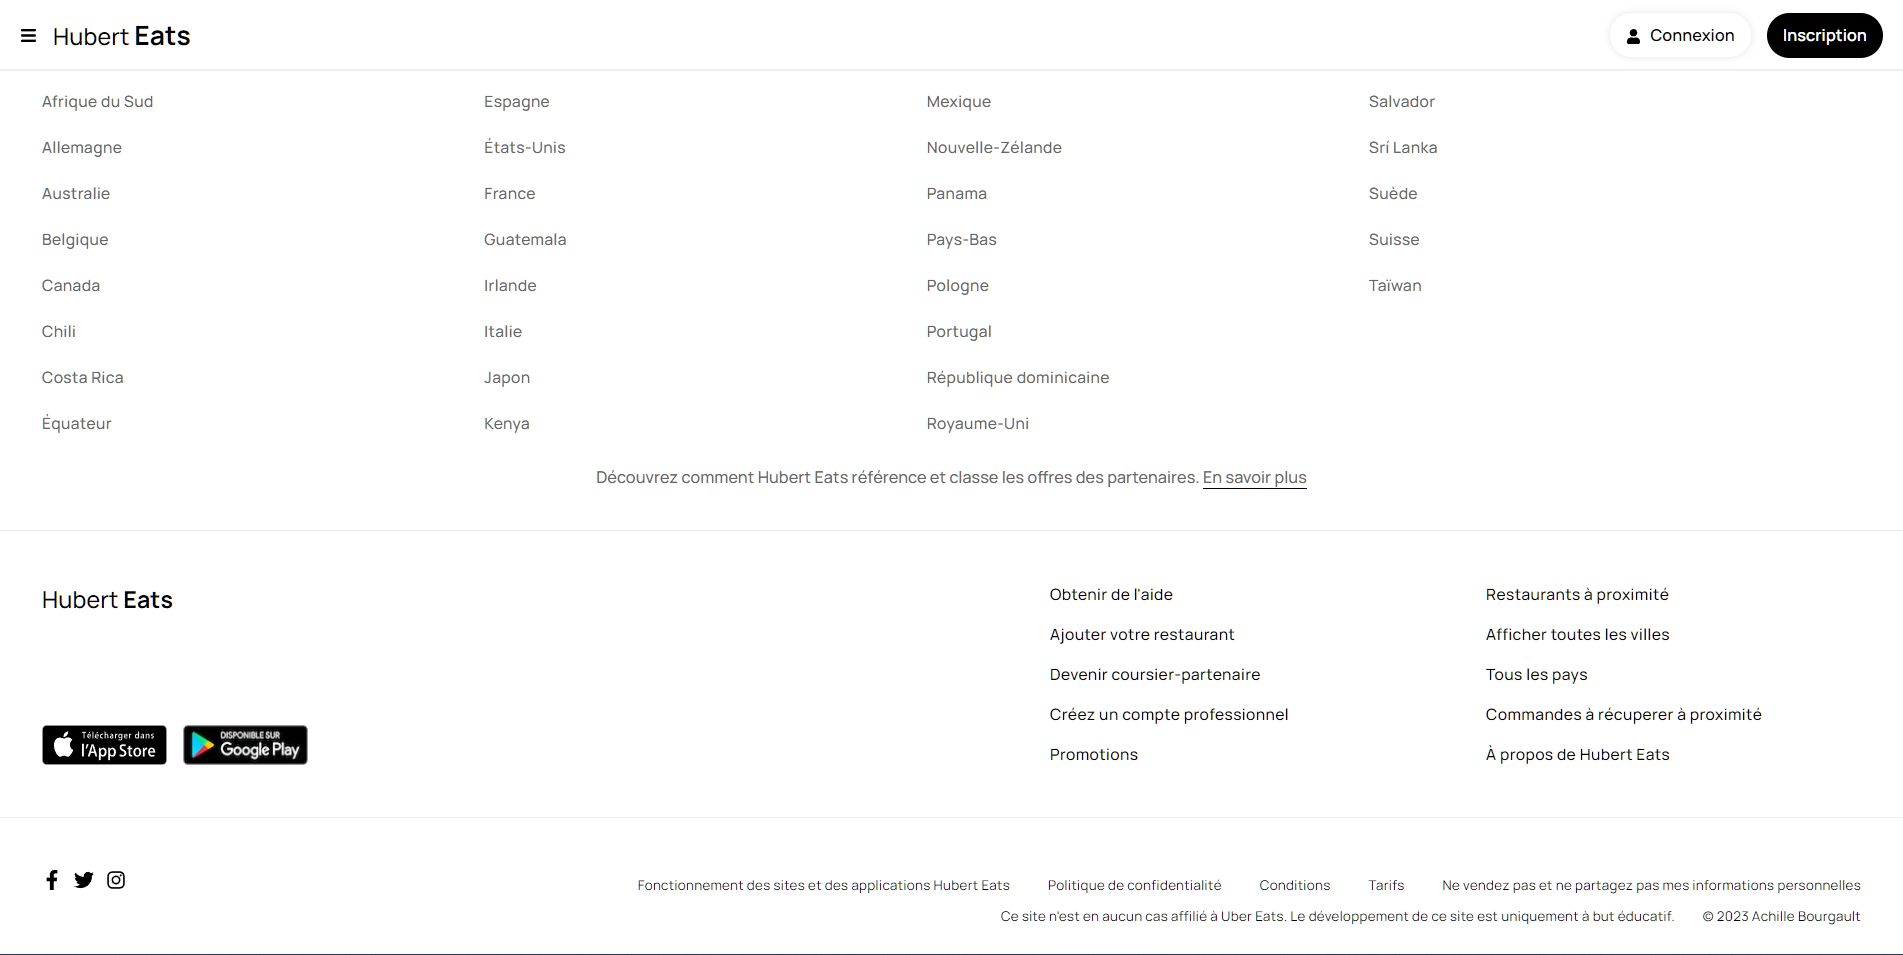 Hubert Eats
Connexion
Inscription
Afrique du Sud
Allemagne
Australie
Belgique
Canada
Chili
Costa Rica
Équateur
Espagne
États-Unis
France
Guatemala
Irlande
Italie
Japon
Kenya
Mexique
Nouvelle-Zélande
Panama
Pays-Bas
Pologne
Portugal
République dominicaine
Royaume-Uni
Salvador
Srí Lanka
Suède
Suisse
Taïwan
Découvrez comment Hubert Eats référence et classe les offres des partenaires. En savoir plus
Hubert Eats
Télécharger dans
l'App Store
DISPONIBLE SUR
Google Play
Obtenir de l'aide
Ajouter votre restaurant
Devenir coursier-partenaire
Créez un compte professionnel
Promotions
Restaurants à proximité
Afficher toutes les villes
Tous les pays
Commandes à récuperer à proximité
À propos de Hubert Eats
Fonctionnement des sites et des applications Hubert Eats
Politique de confidentialité
Conditions
Tarifs
Ne vendez pas et ne partagez pas mes informations personnelles
Ce site n'est en aucun cas affilié à Uber Eats. Le développement de ce site est uniquement à but éducatif.
© 2023 Achille Bourgault